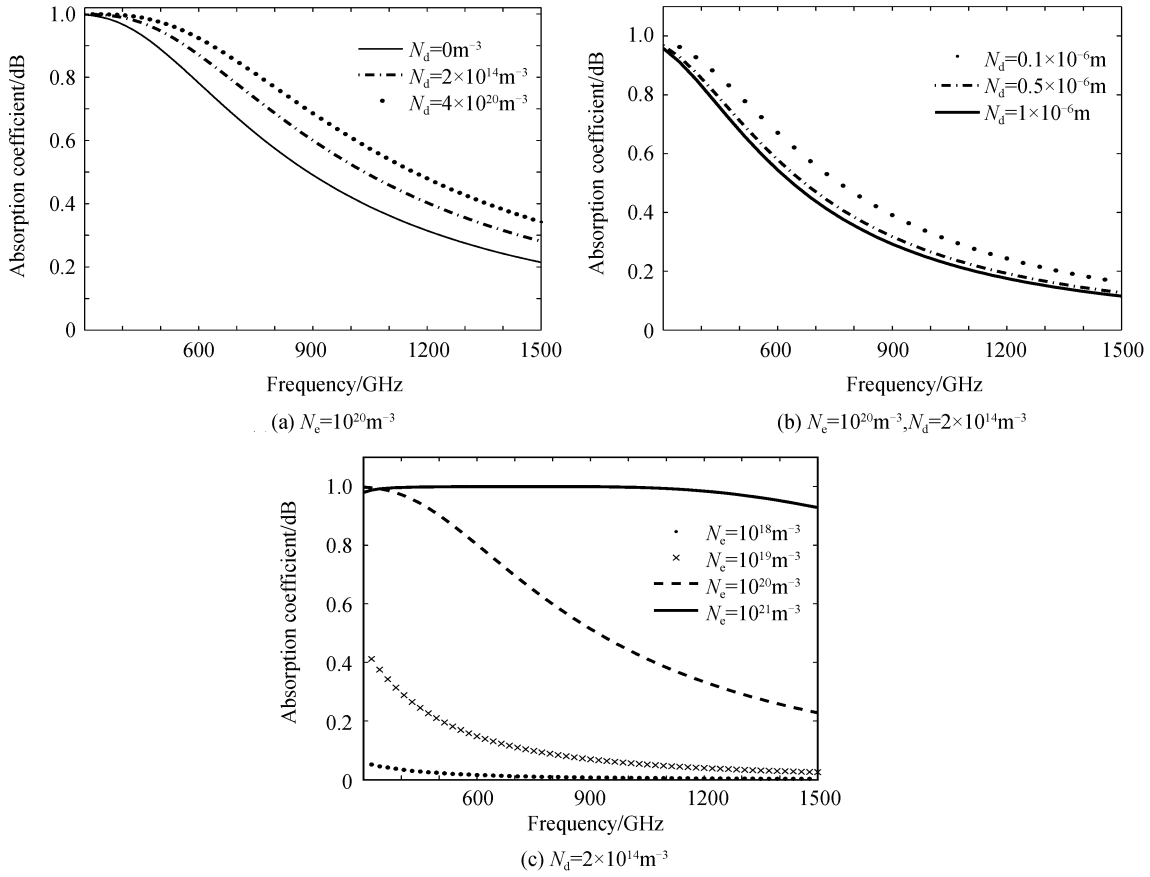 Absorption coefficient/dB
1.0
0.8
0.6
0.4
0.2
0
600
900
1200
1500
Frequency/GHz
Nd=0m−3
Nd=2×1014m−3
Nd=4×1020m−3
(a) Ne=1020m−3
Absorption coefficient/dB
1.0
0.8
0.6
0.4
0.2
0
600
900
1200
1500
Frequency/GHz
Nd=0.1×10−6m
Nd=0.5×10−6m
Nd=1×10−6m
(b) Ne=1020m−3,Nd=2×1014m−3
Absorption coefficient/dB
1.0
0.8
0.6
0.4
0.2
0
600
900
1200
1500
Frequency/GHz
Ne=1018m−3
Ne=1019m−3
Ne=1020m−3
Ne=1021m−3
(c) Nd=2×1014m−3